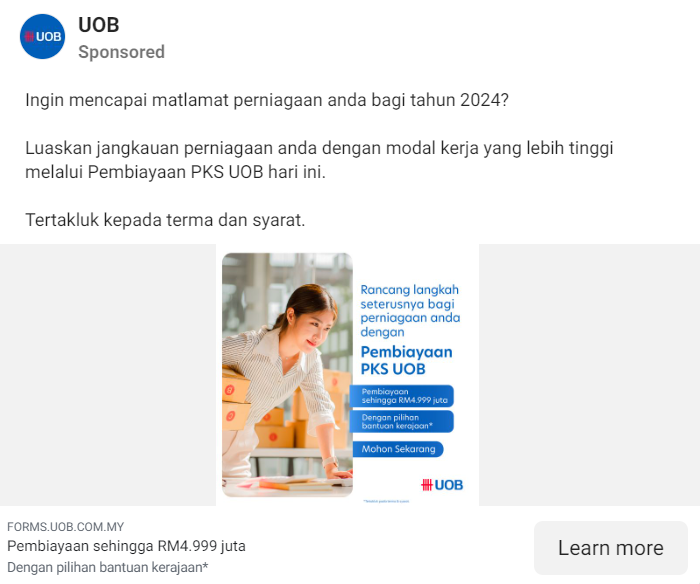 UOB
UOB
Sponsored
Ingin mencapai matlamat perniagaan anda bagi tahun 2024?
Luaskan jangkauan perniagaan anda dengan modal kerja yang lebih tinggi
melalui Pembiayaan PKS UOB hari ini.
Tertakluk kepada terma dan syarat.
Rancang langkah
seterusnya bagi
perniagaan anda
dengan
Pembiayaan
PKS UOB
Pembiayaan
sehingga RM4.999 juta
Dengan pilihan
bantuan kerajaan*
Mohon Sekarang
UOB
FORMS.UOB.COM.MY
Pembiayaan sehingga RM4.999 juta
Dengan pilihan bantuan kerajaan*
Learn more